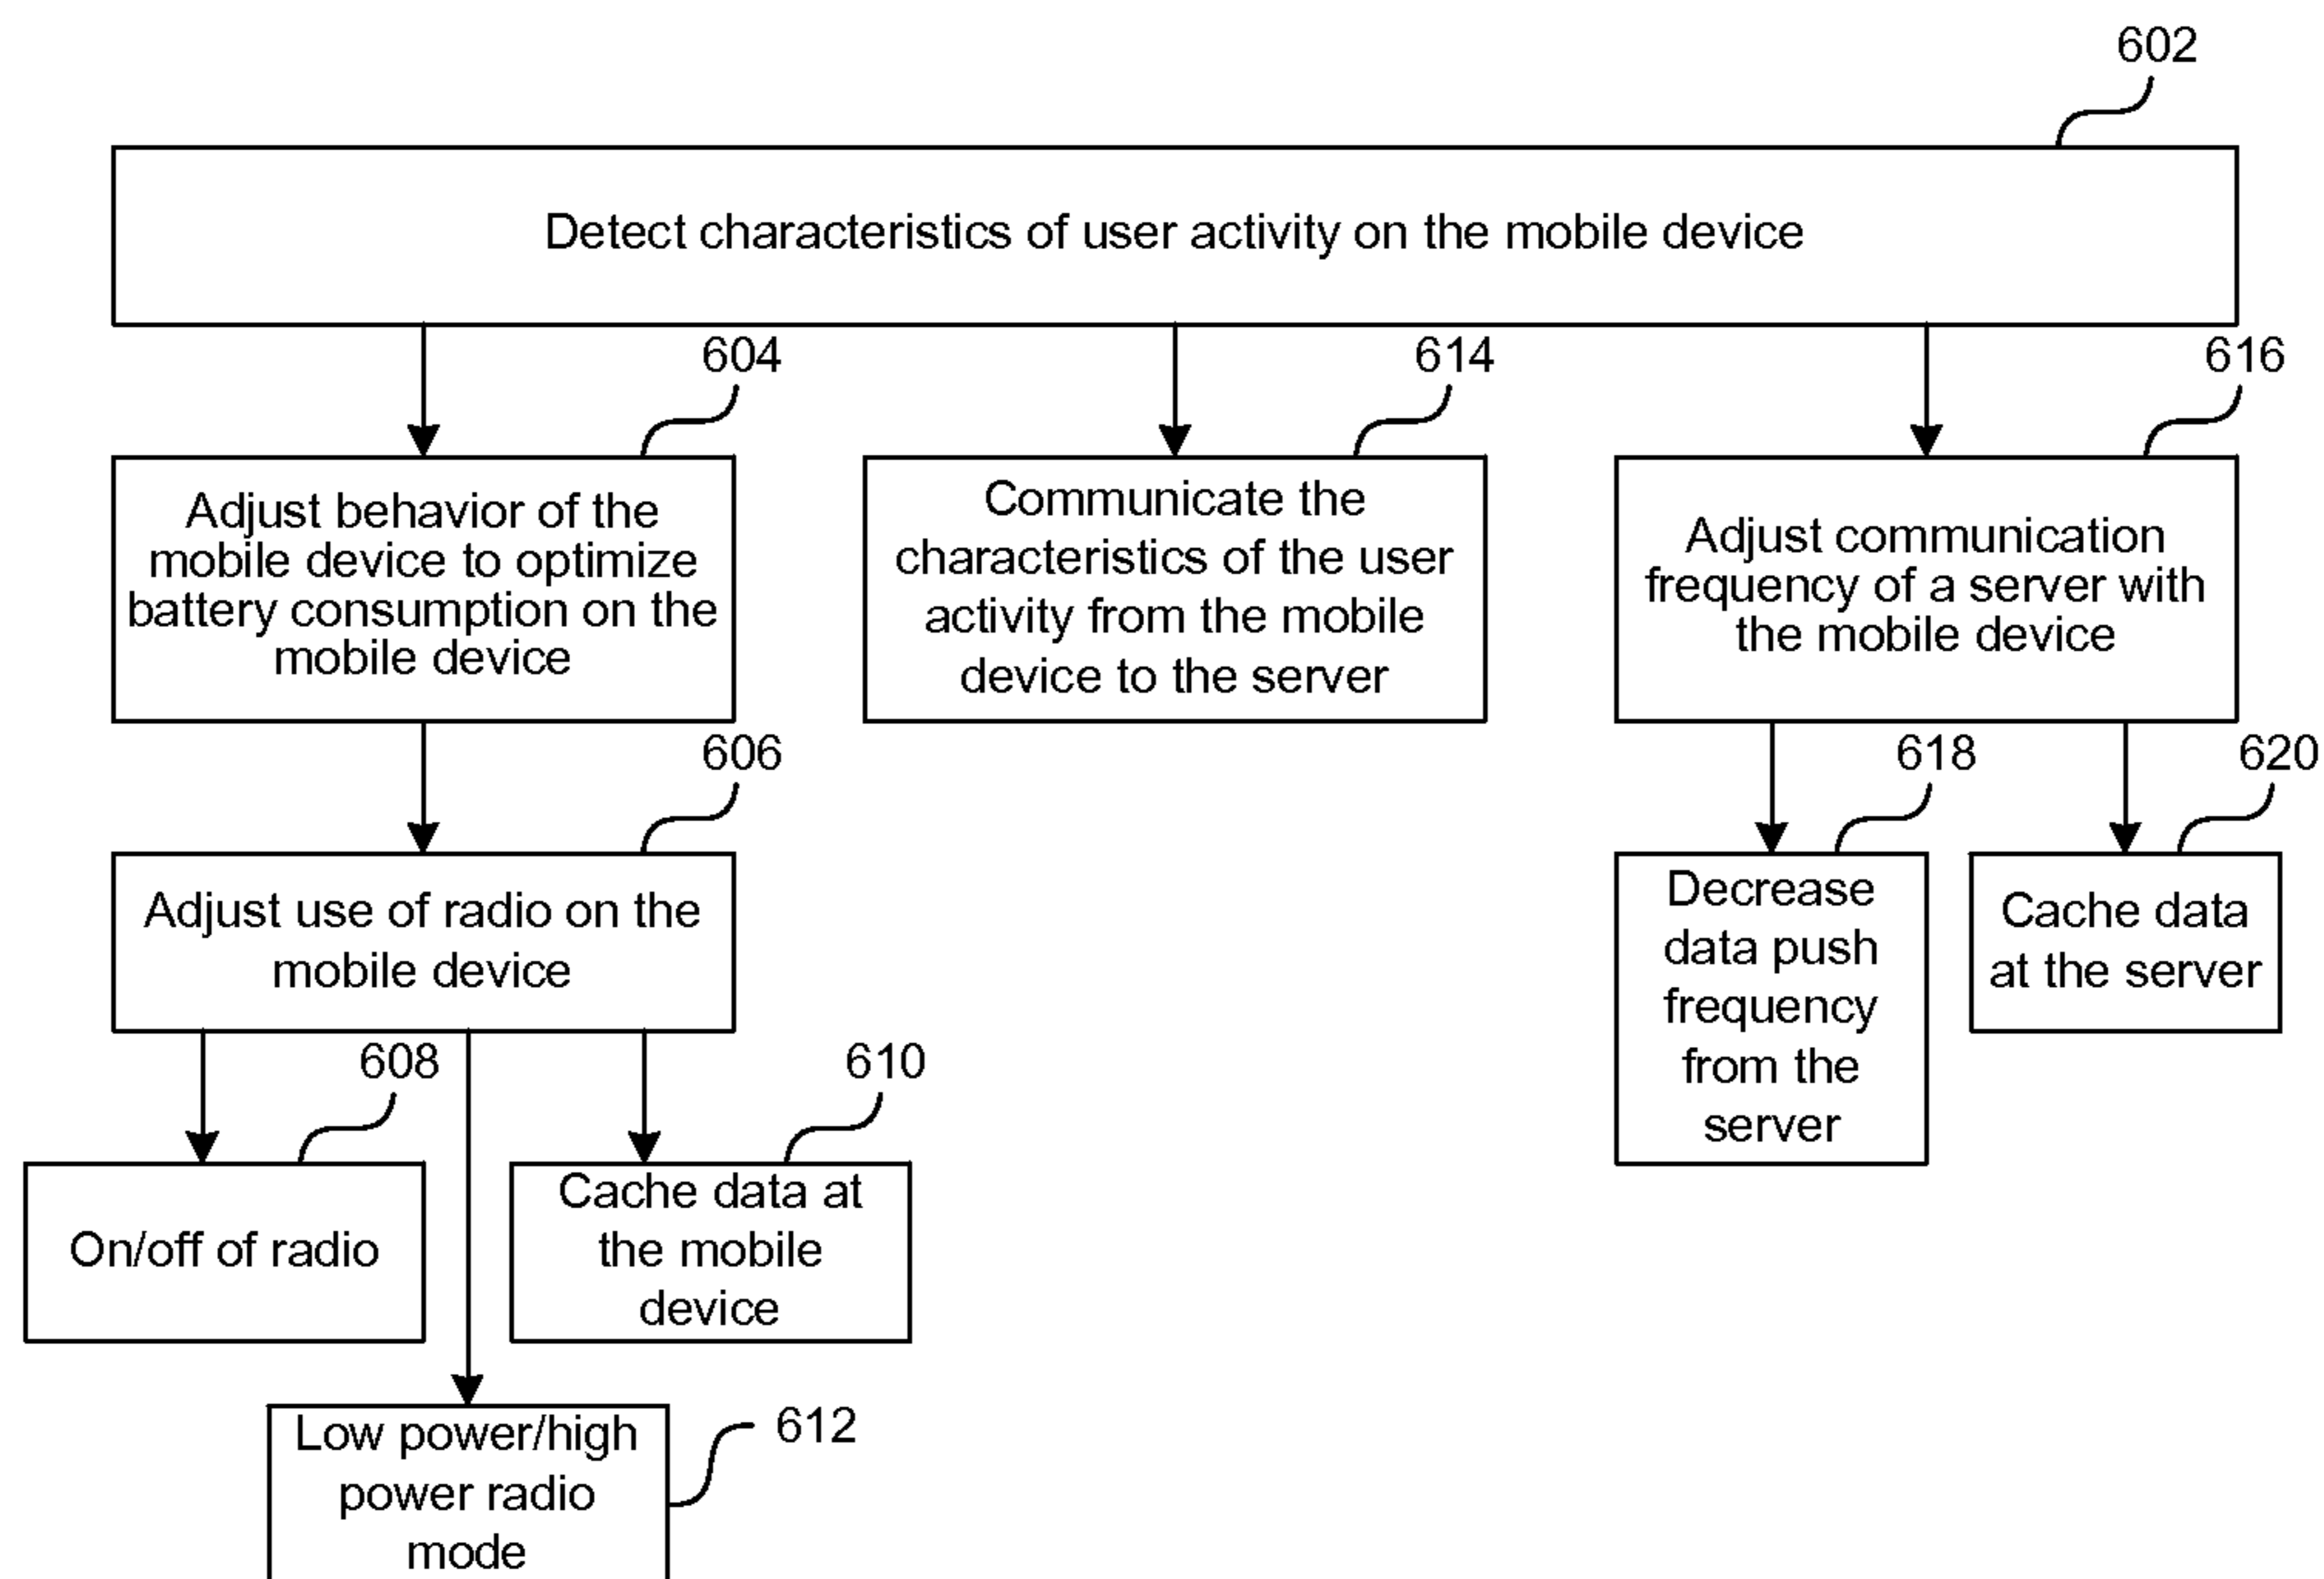 602
Detect characteristics of user activity on the mobile device
604
614
616
Adjust behavior of the
mobile device to optimize
battery consumption on the
mobile device
Communicate the
characteristics of the user
activity from the mobile
device to the server
Adjust communication
frequency of a server with
the mobile device
606
618
620
Adjust use of radio on the
mobile device
Decrease
data push
frequency
from the
server
Cache data
at the server
608
610
On/off of radio
Cache data at
the mobile
device
612
Low power/high
power radio
mode